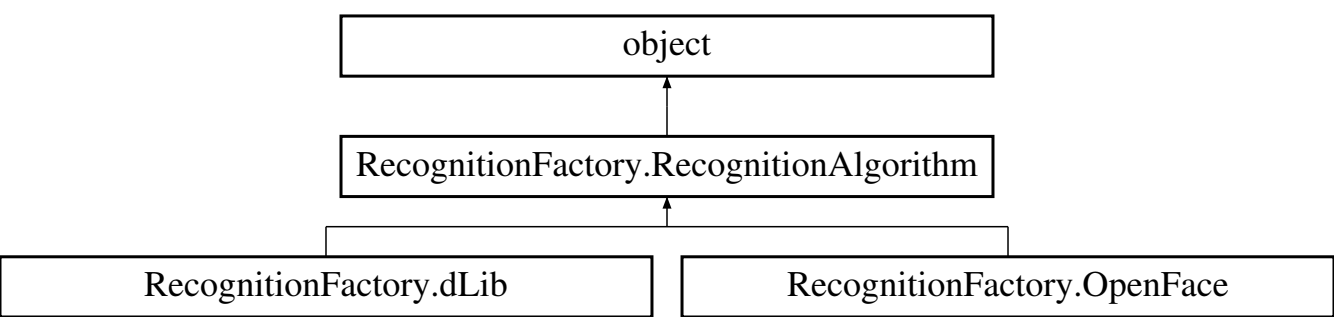 object
RecognitionFactory.RecognitionAlgorithm
RecognitionFactory.dLib
RecognitionFactory.OpenFace